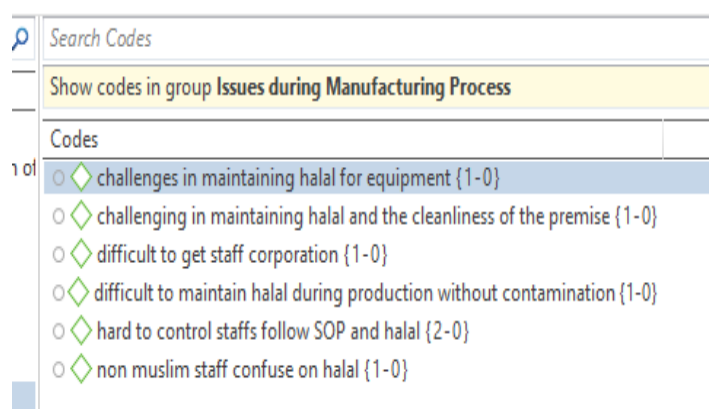 Search Codes
Show codes in group Issues during Manufacturing Process
Codes
n of
challenges in maintaining halal for equipment {1-0}
challenging in maintaining halal and the cleanliness of the premise {1-0}
difficult to get staff corporation {1-0}
difficult to maintain halal during production without contamination {1-0}
hard to control staffs follow SOP and halal {2-0}
non muslim staff confuse on halal {1-0}